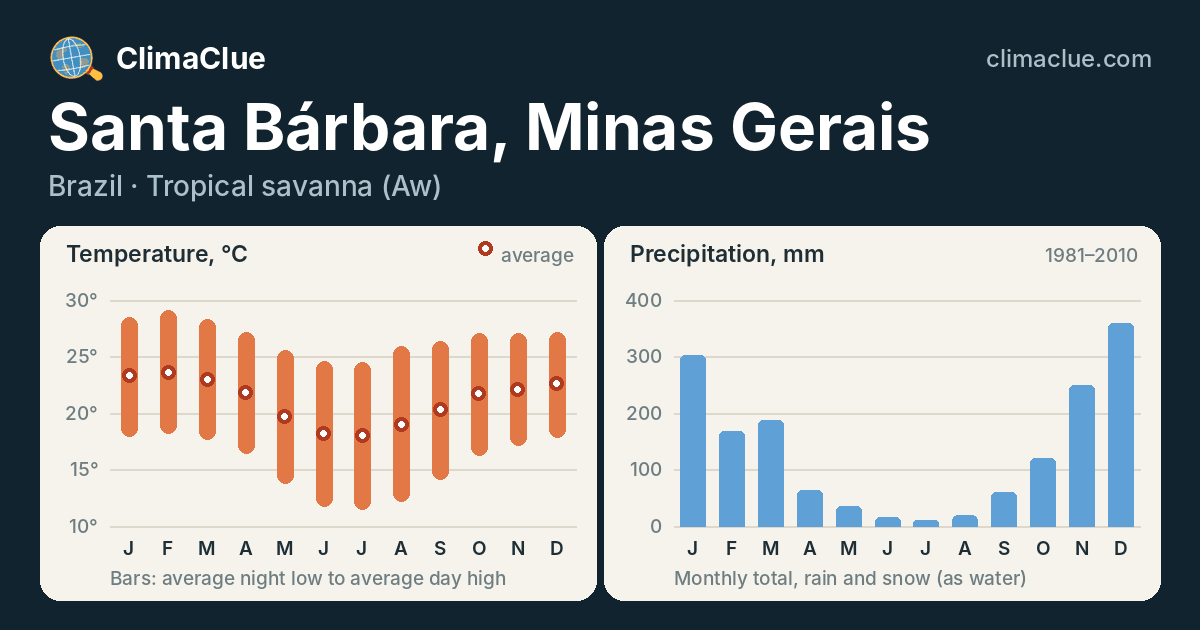 ClimaClue
climaclue.com
Santa Bárbara, Minas Gerais
Brazil · Tropical savanna (Aw)
Temperature, °C
average
30°
25°
20°
15°
10°
J F M A M J J A S O N D
Bars: average night low to average day high
Precipitation, mm
1981–2010
400
300
200
100
0
J F M A M J J A S O N D
Monthly total, rain and snow (as water)